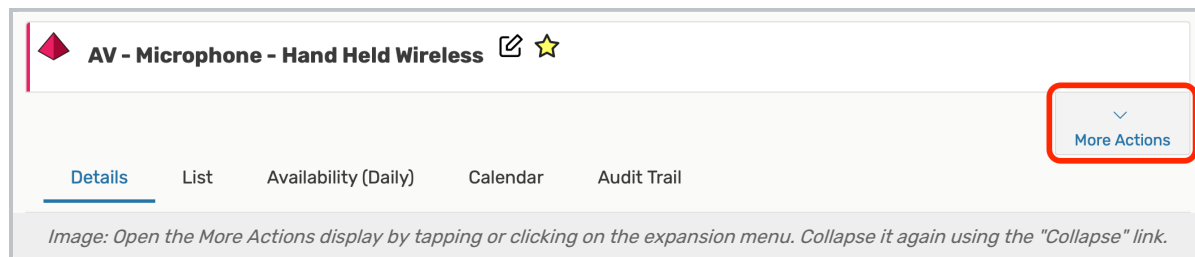 AV - Microphone - Hand Held Wireless
More Actions
Details List Availability (Daily) Calendar Audit Trail
Image: Open the More Actions display by tapping or clicking on the expansion menu. Collapse it again using the "Collapse" link.